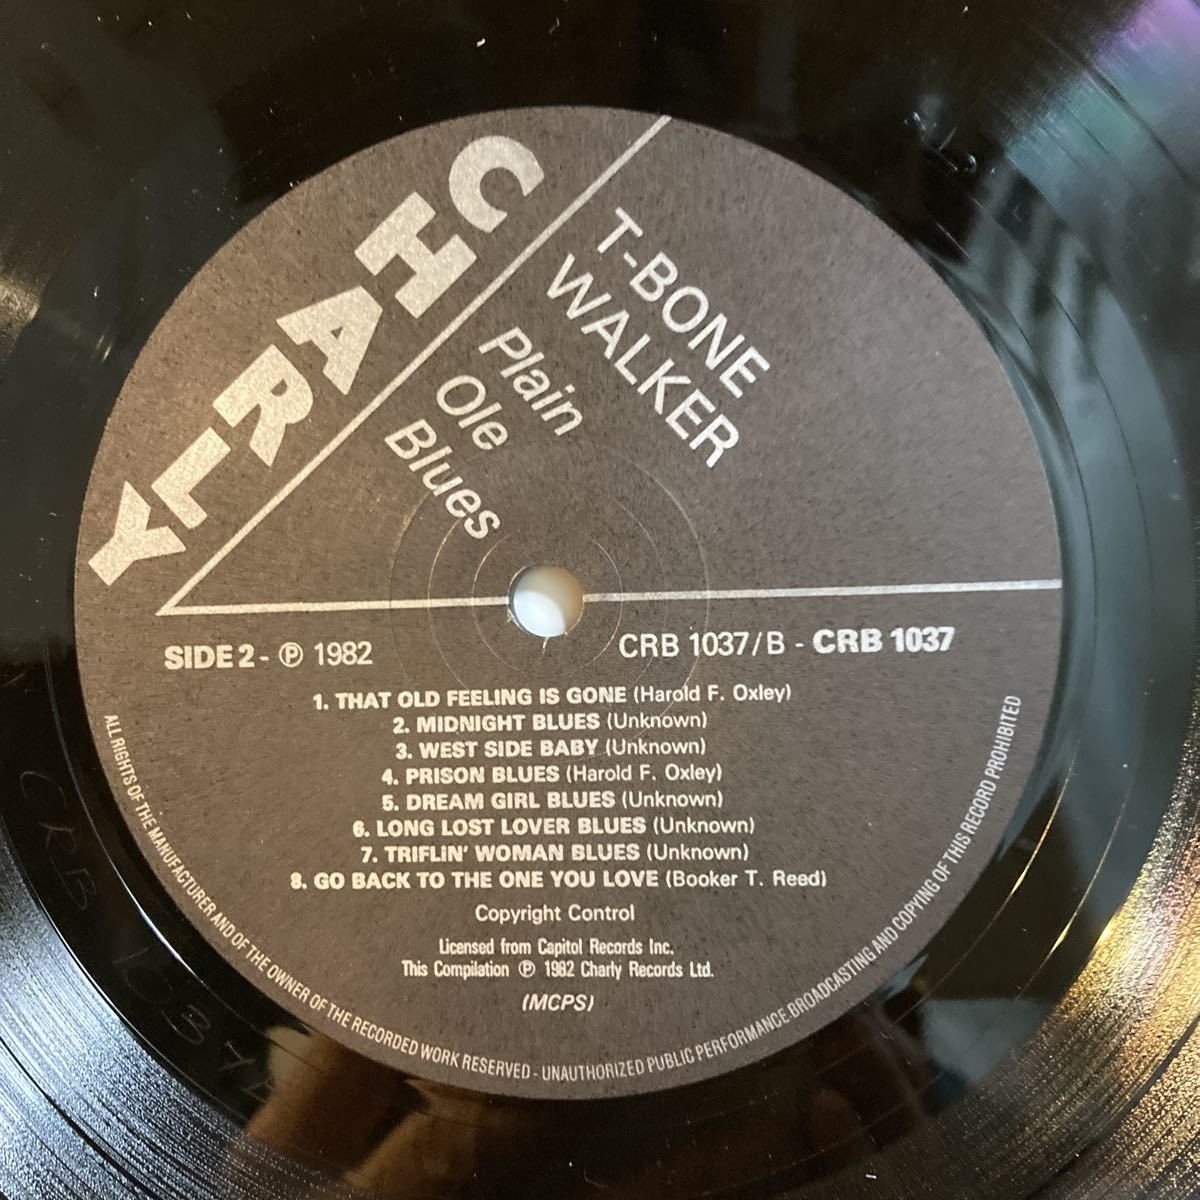 CHARLY
T-BONE
WALKER
Plain
Ole
Blues
SIDE 2 - ℗ 1982
CRB 1037/B - CRB 1037
1. THAT OLD FEELING IS GONE (Harold F. Oxley)
2. MIDNIGHT BLUES (Unknown)
3. WEST SIDE BABY (Unknown)
4. PRISON BLUES (Harold F. Oxley)
5. DREAM GIRL BLUES (Unknown)
6. LONG LOST LOVER BLUES (Unknown)
7. TRIFLIN' WOMAN BLUES (Unknown)
8. GO BACK TO THE ONE YOU LOVE (Booker T. Reed)
Copyright Control
Licensed from Capitol Records Inc.
This Compilation ℗ 1982 Charly Records Ltd.
(MCPS)
ALL RIGHTS OF THE MANUFACTURER AND OF THE OWNER OF THE RECORDED WORK RESERVED - UNAUTHORIZED PUBLIC PERFORMANCE BROADCASTING AND COPYING OF THIS RECORD PROHIBITED
CRB 1037